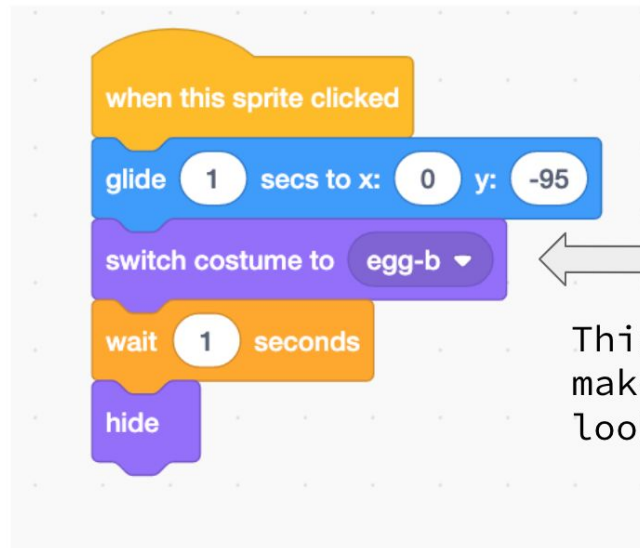 when this sprite clicked
glide 1 secs to x: 0 y: -95
switch costume to egg-b
wait 1 seconds
hide